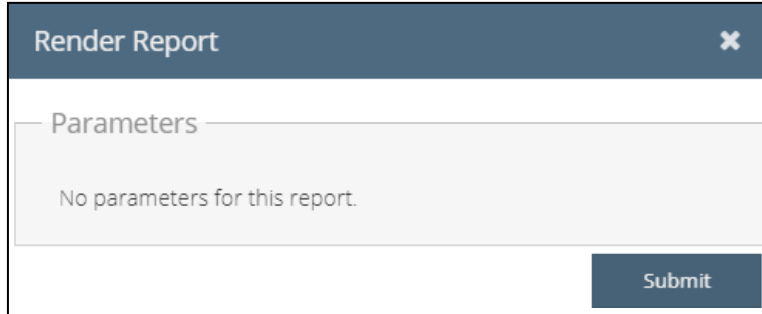 Render Report
Parameters
No parameters for this report.
Submit